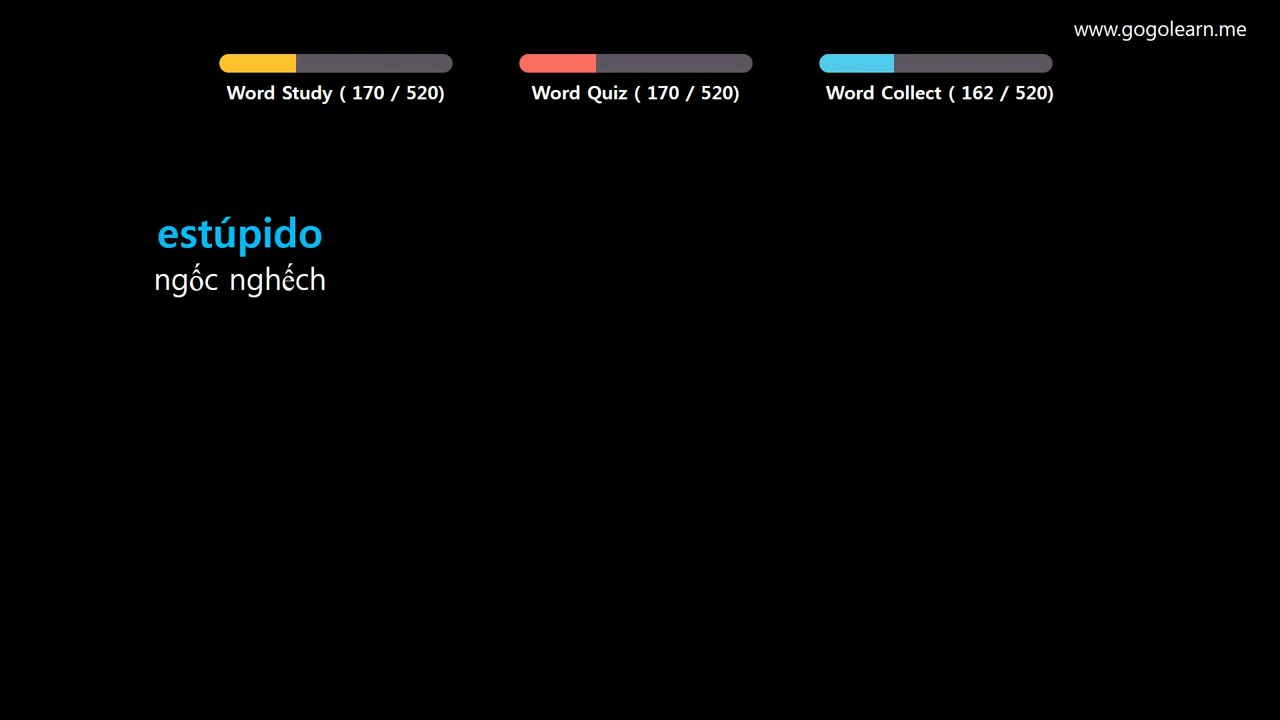 www.gogolearn.me
Word Study ( 170 / 520)
Word Quiz ( 170 / 520)
Word Collect ( 162 / 520)
estúpido
ngốc nghếch